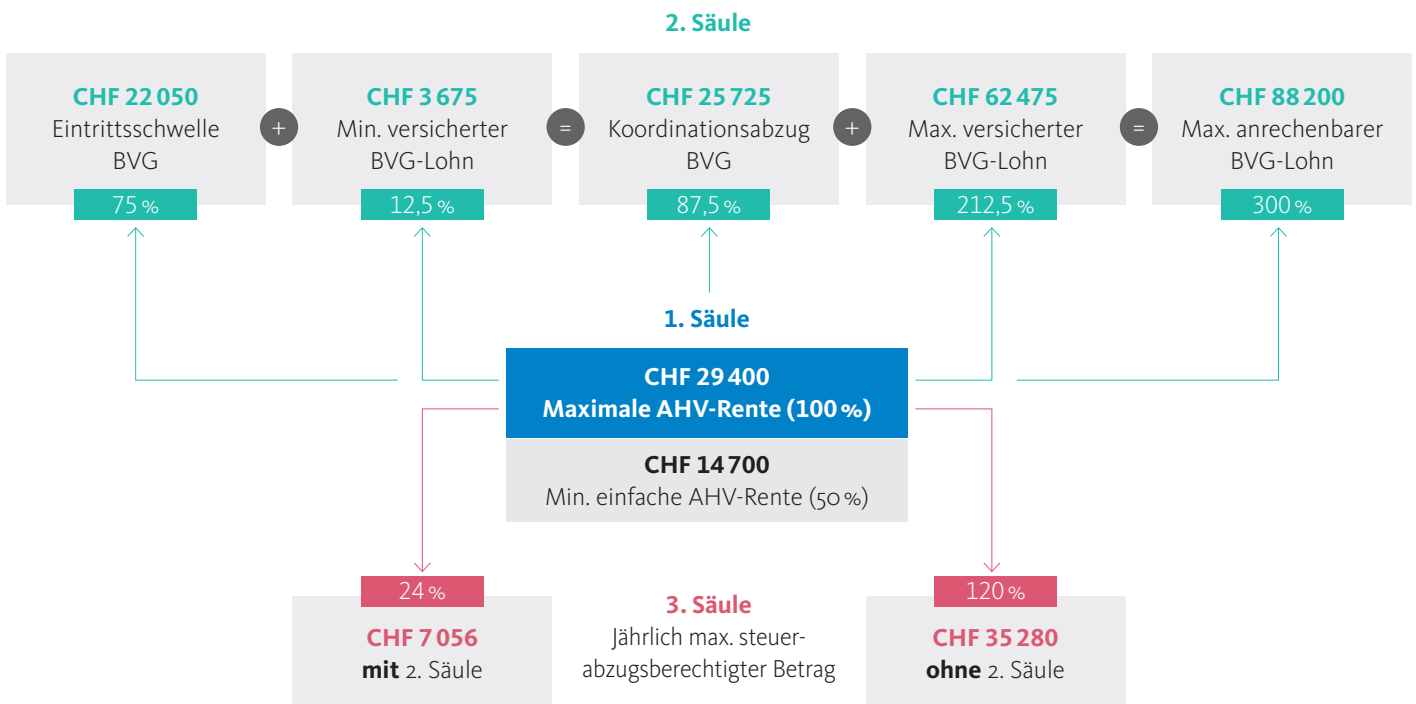 2. Säule
CHF 22 050
Eintrittsschwelle
BVG
75 %
+
CHF 3 675
Min. versicherter
BVG-Lohn
12,5 %
=
CHF 25 725
Koordinationsabzug
BVG
87,5 %
+
CHF 62 475
Max. versicherter
BVG-Lohn
212,5 %
=
CHF 88 200
Max. anrechenbarer
BVG-Lohn
300 %
1. Säule
CHF 29 400
Maximale AHV-Rente (100 %)
CHF 14 700
Min. einfache AHV-Rente (50 %)
24 %
CHF 7 056
mit 2. Säule
3. Säule
Jährlich max. steuer-
abzugsberechtigter Betrag
120 %
CHF 35 280
ohne 2. Säule